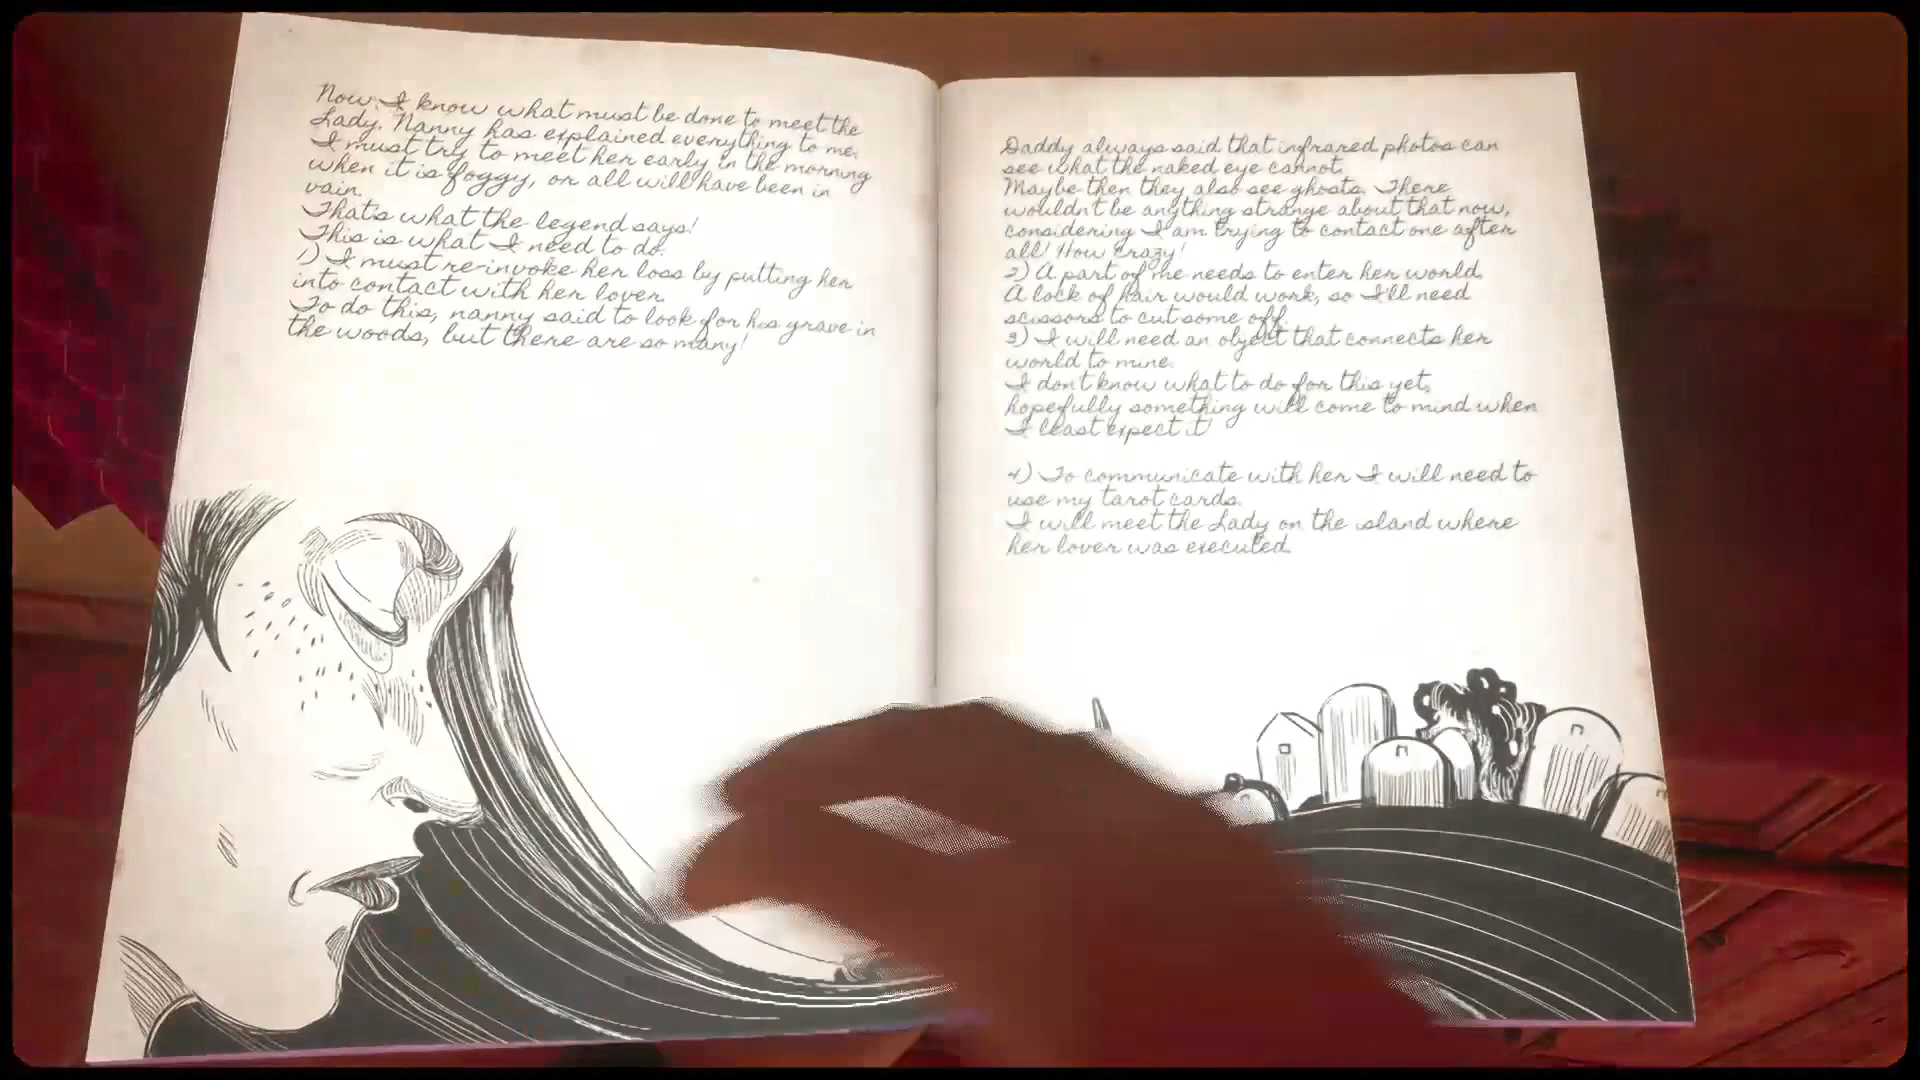 Now, I know what must be done to meet the
Lady. Nanny has explained everything to me.
I must try to meet her early in the morning
when it is foggy, or all will have been in
vain.
That's what the legend says!
This is what I need to do:
1) I must re-invoke her loss by putting her
into contact with her lover.
To do this, nanny said to look for his grave in
the woods, but there are so many!
Daddy always said that infrared photos can
see what the naked eye cannot.
Maybe then they also see ghosts. There
wouldn't be anything strange about that now,
considering I am trying to contact one after
all! How crazy!
2) A part of me needs to enter her world.
A lock of hair would work, so I'll need
scissors to cut some off.
3) I will need an object that connects her
world to mine.
I don't know what to do for this yet,
hopefully something will come to mind when
I least expect it!
4) To communicate with her I will need to
use my tarot cards.
I will meet the Lady on the island where
her lover was executed.